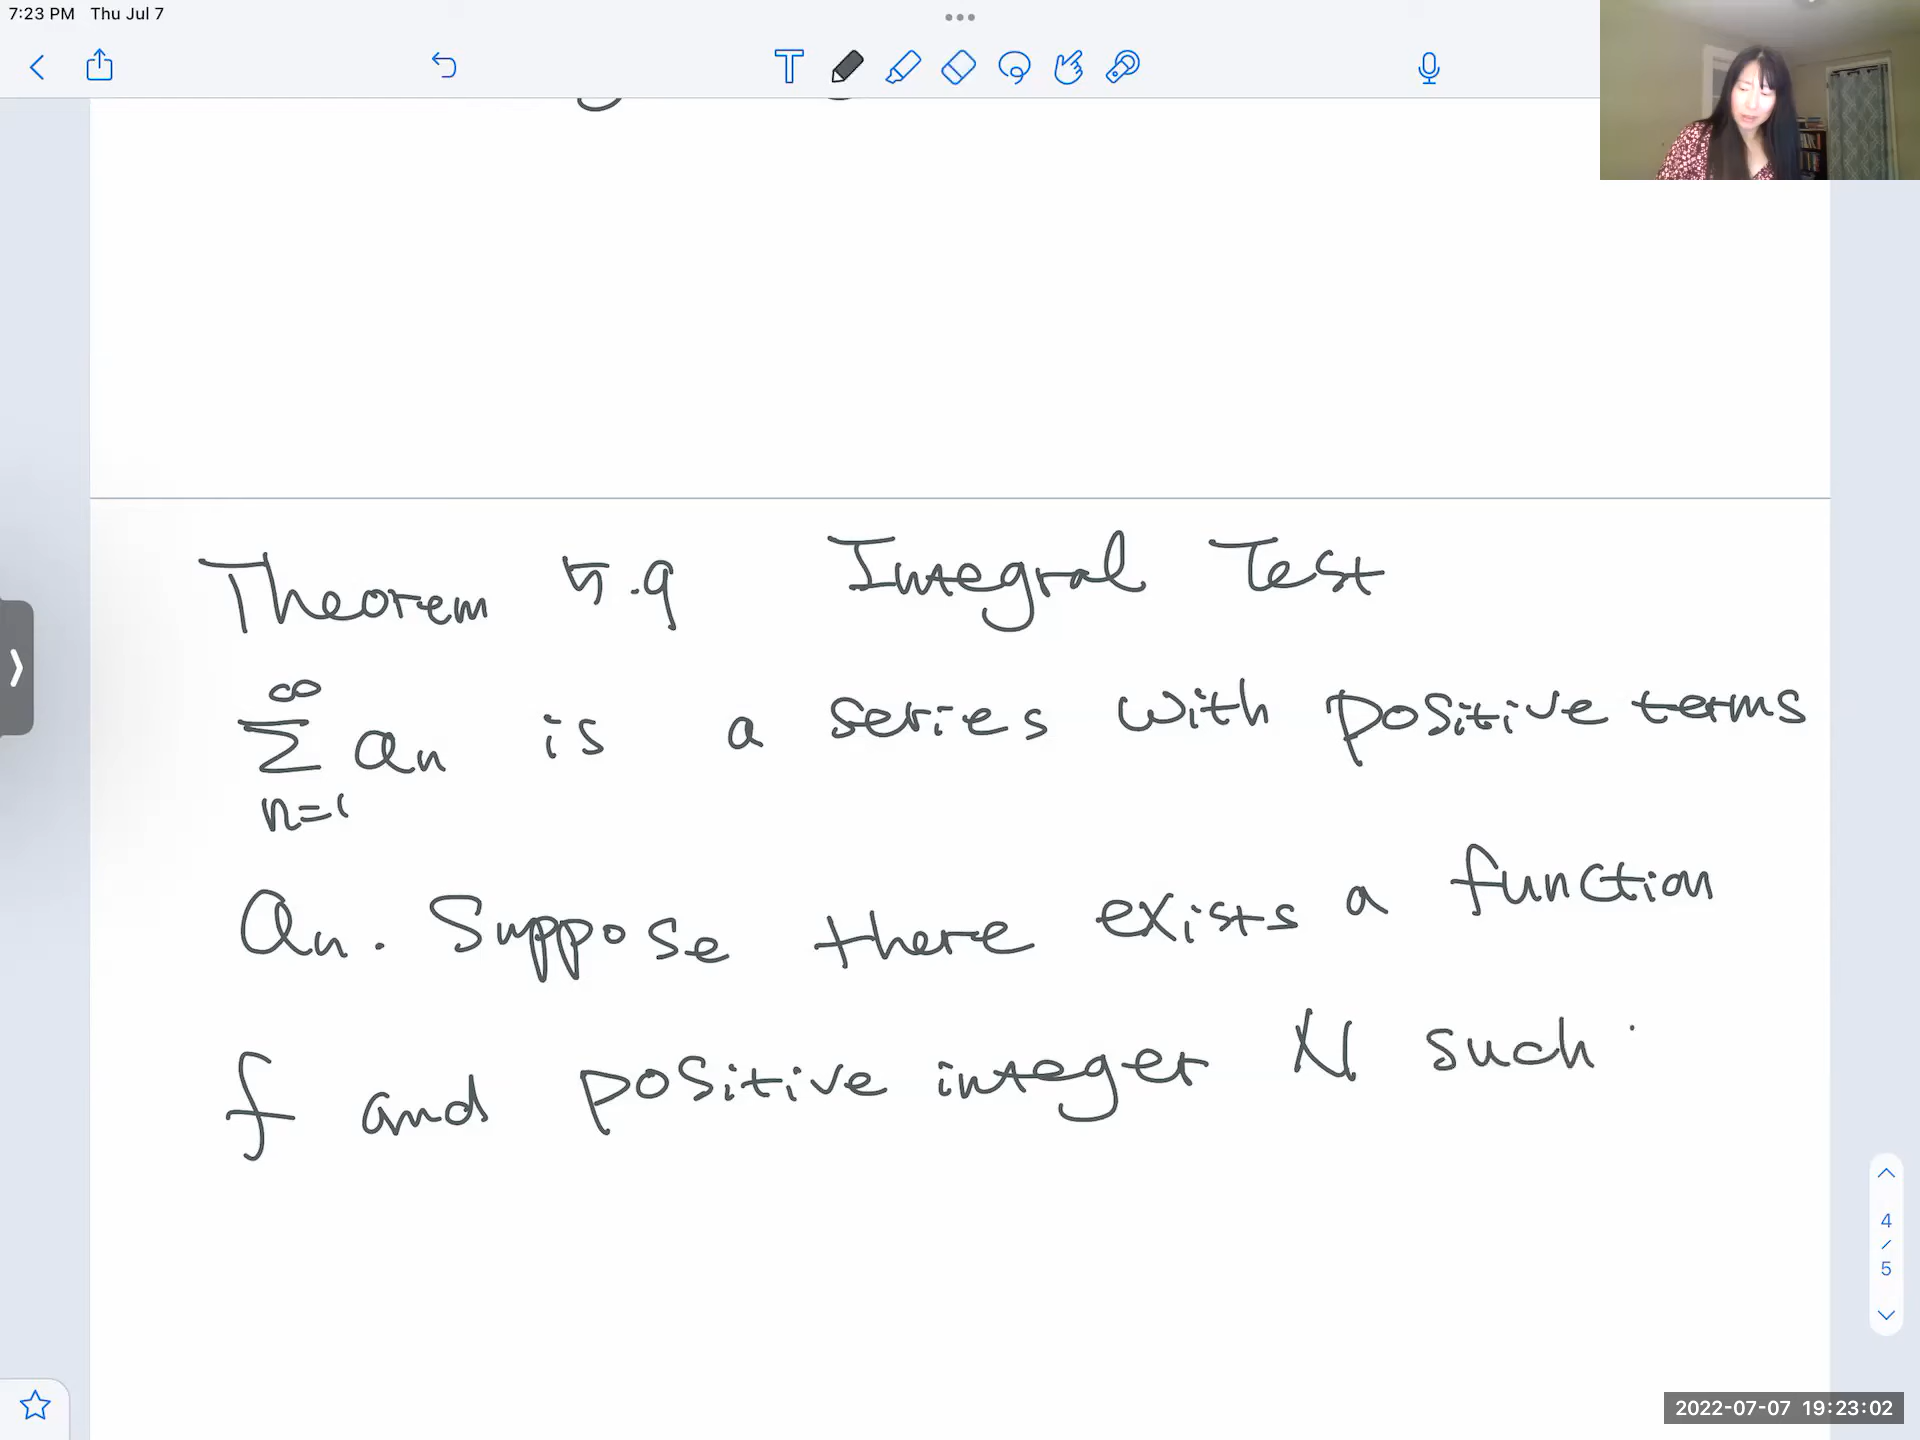 7:23 PM Thu Jul 7
T
Theorem 5.9 Integral Test
∞
Σ an is a series with positive terms
n=1
an. Suppose there exists a function
f and positive integer N such
4
/
5
2022-07-07 19:23:02